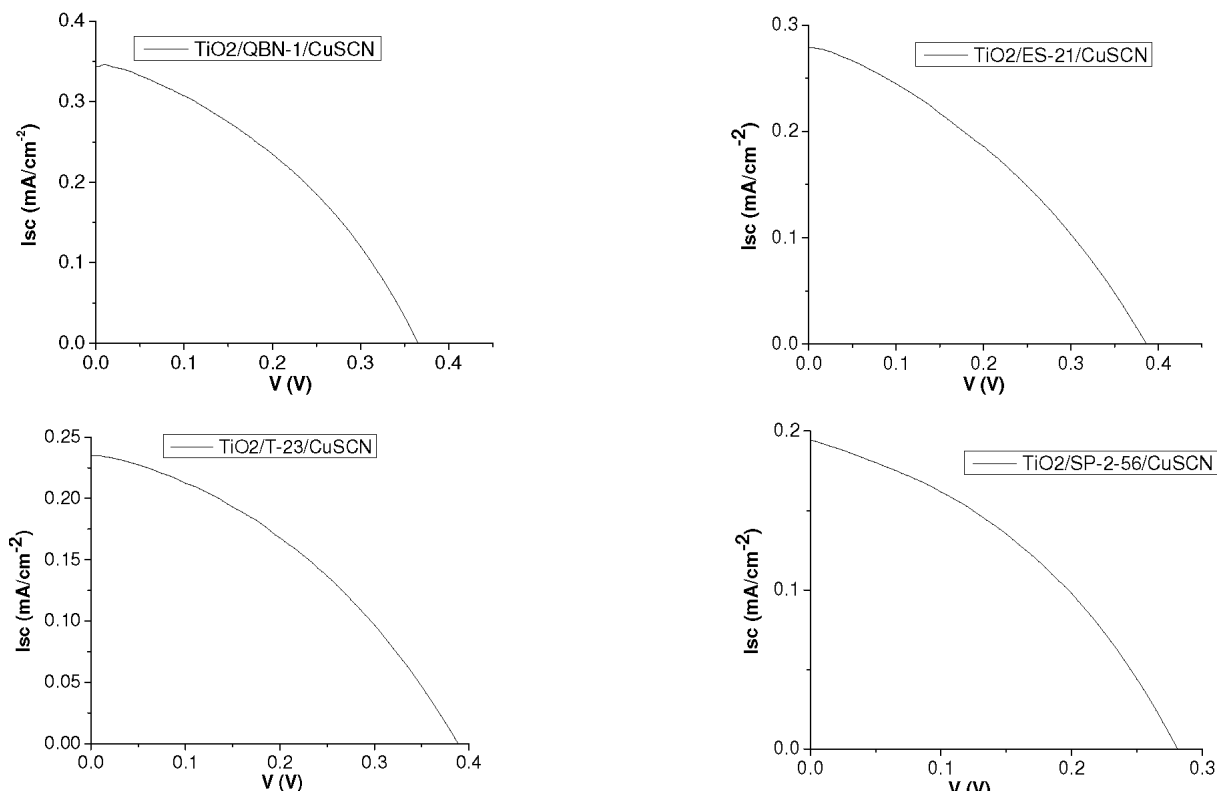 TiO2/QBN-1/CuSCN
0.4
0.3
0.2
0.1
0.0
Isc (mA/cm-2)
0.0 0.1 0.2 0.3 0.4
V (V)
TiO2/ES-21/CuSCN
0.3
0.2
0.1
0.0
Isc (mA/cm-2)
0.0 0.1 0.2 0.3 0.4
V (V)
TiO2/T-23/CuSCN
0.25
0.20
0.15
0.10
0.05
0.00
Isc (mA/cm-2)
0.0 0.1 0.2 0.3 0.4
V (V)
TiO2/SP-2-56/CuSCN
0.2
0.1
0.0
Isc (mA/cm-2)
0.0 0.1 0.2 0.3
V (V)